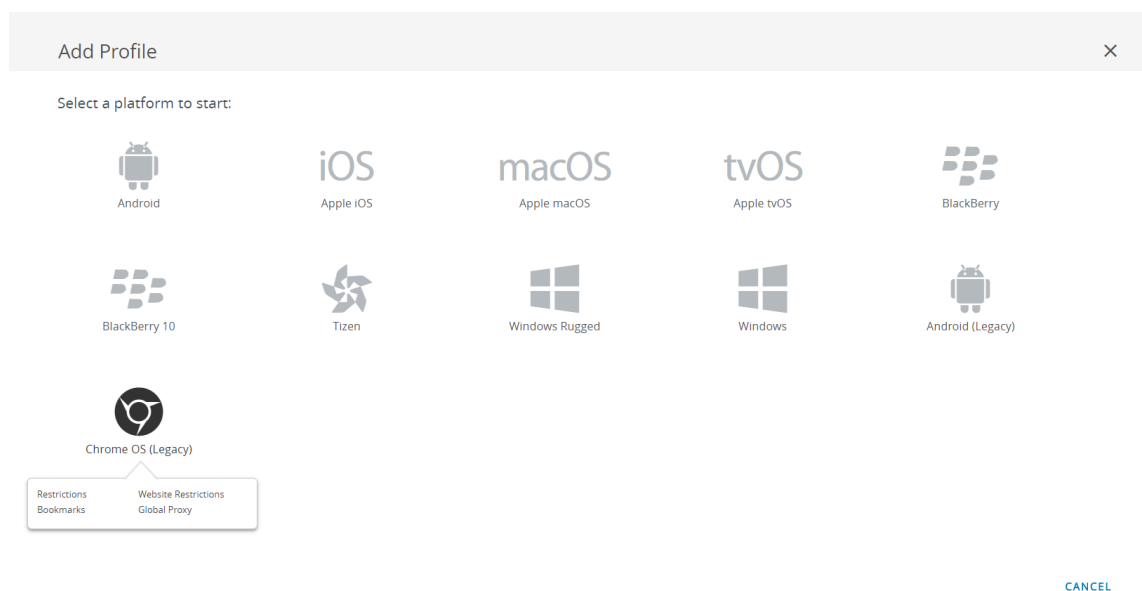 Add Profile
Select a platform to start:
iOS
macOS
tvOS
Android
Apple iOS
Apple macOS
Apple tvOS
BlackBerry
BlackBerry 10
Tizen
Windows Rugged
Windows
Android (Legacy)
Chrome OS (Legacy)
Restrictions
Website Restrictions
Bookmarks
Global Proxy
CANCEL